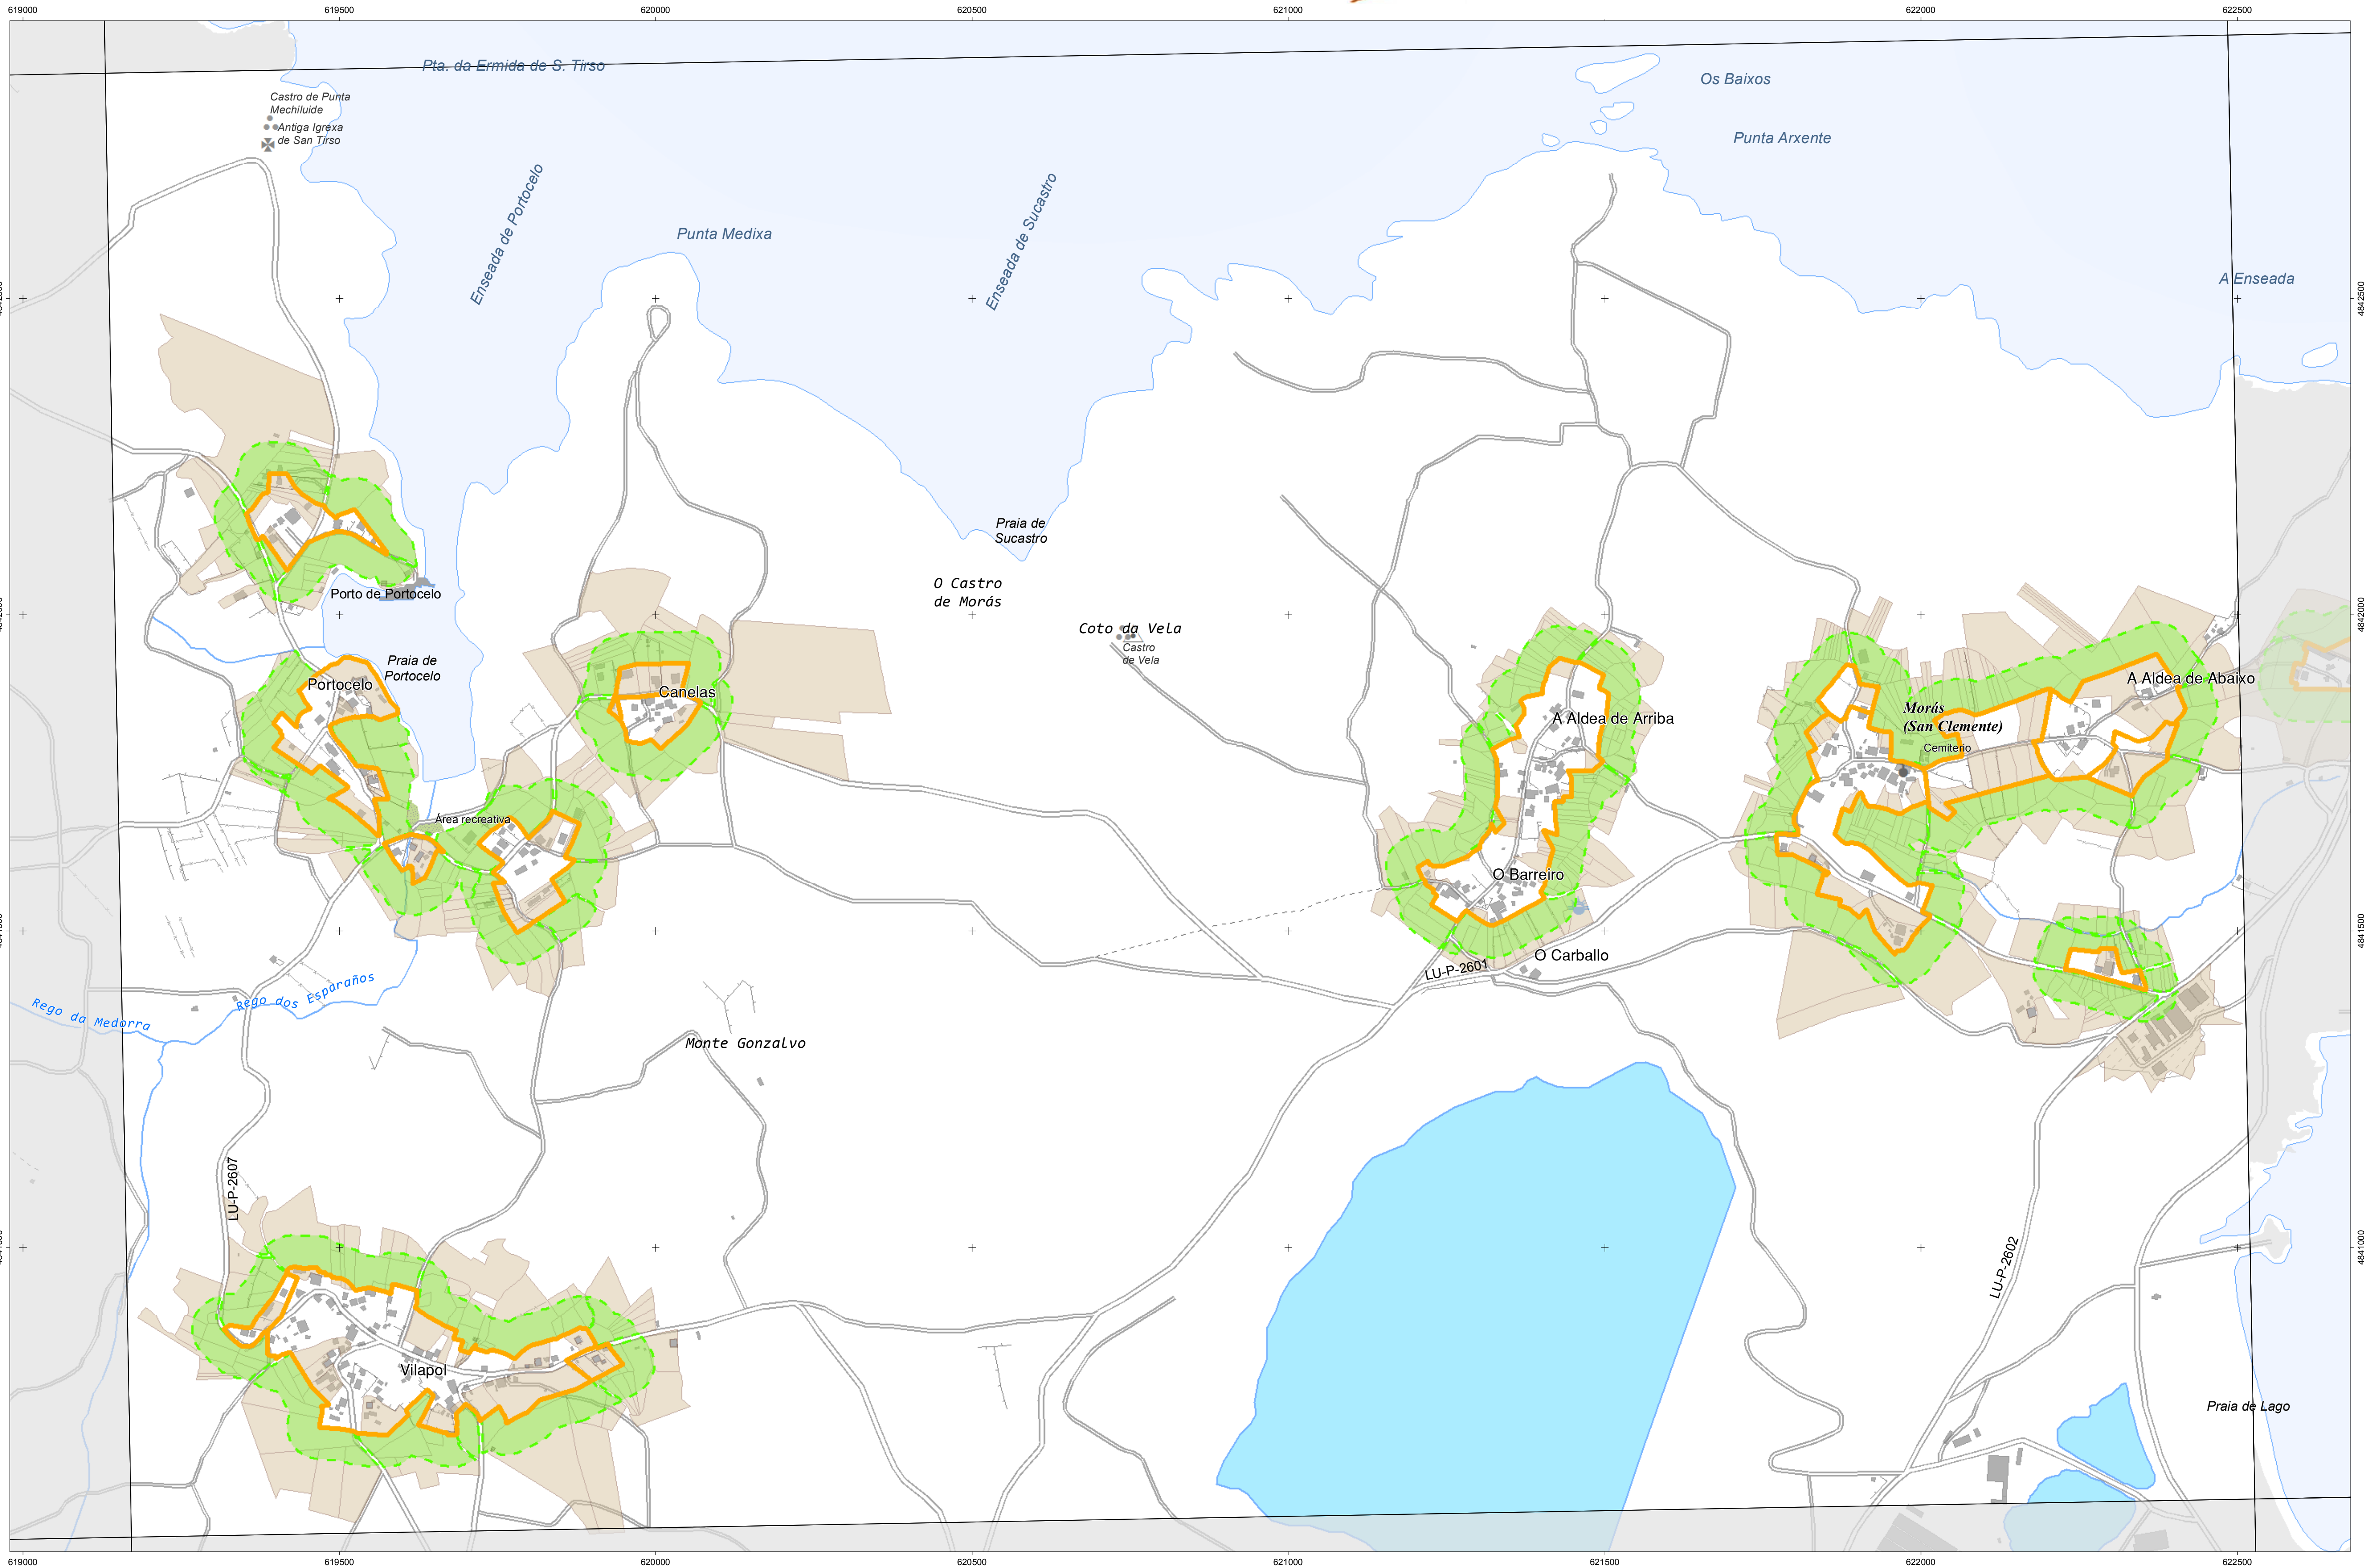 619000 619500 620000 620500 621000 622000 622500
Pta. da Ermida de S. Tirso
Os Baixos
Castro de Punta
Mechiluide
Antiga Igrexa
de San Tirso
Punta Arxente
Enseada de Portocelo
Punta Medixa
Enseada de Sucastro
A Enseada
4842500
Praia de
Sucastro
O Castro
de Morás
Porto de Portocelo
4842000
Coto da Vela
Castro
de Vela
Praia de
Portocelo
Portocelo
Canelas
A Aldea de Abaixo
A Aldea de Arriba
Morás
(San Clemente)
Cemiterio
Área recreativa
O Barreiro
4841500
O Carballo
LU-P-2601
Rego dos Esparaños
Rego da Medorra
Monte Gonzalvo
LU-P-2607
4841000
LU-P-2602
Vilapol
Praia de Lago
619000 619500 620000 620500 621000 621500 622000 622500